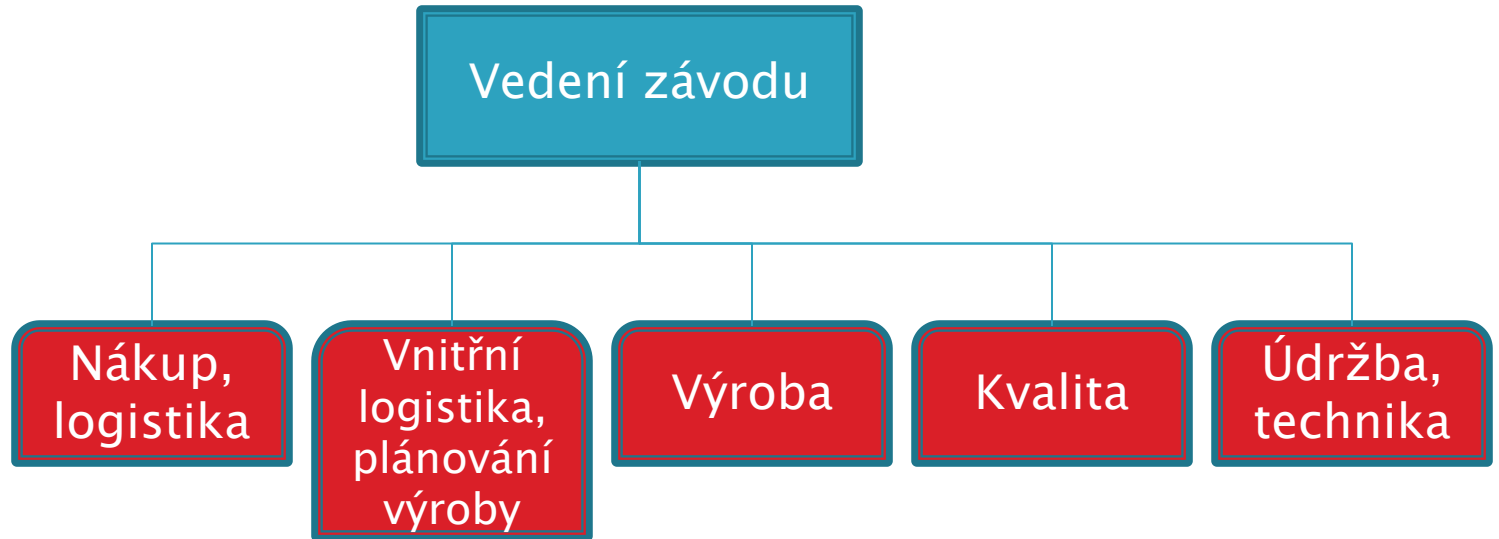 Vedení závodu
Nákup,
logistika
Vnitřní
logistika,
plánování
výroby
Výroba
Kvalita
Údržba,
technika